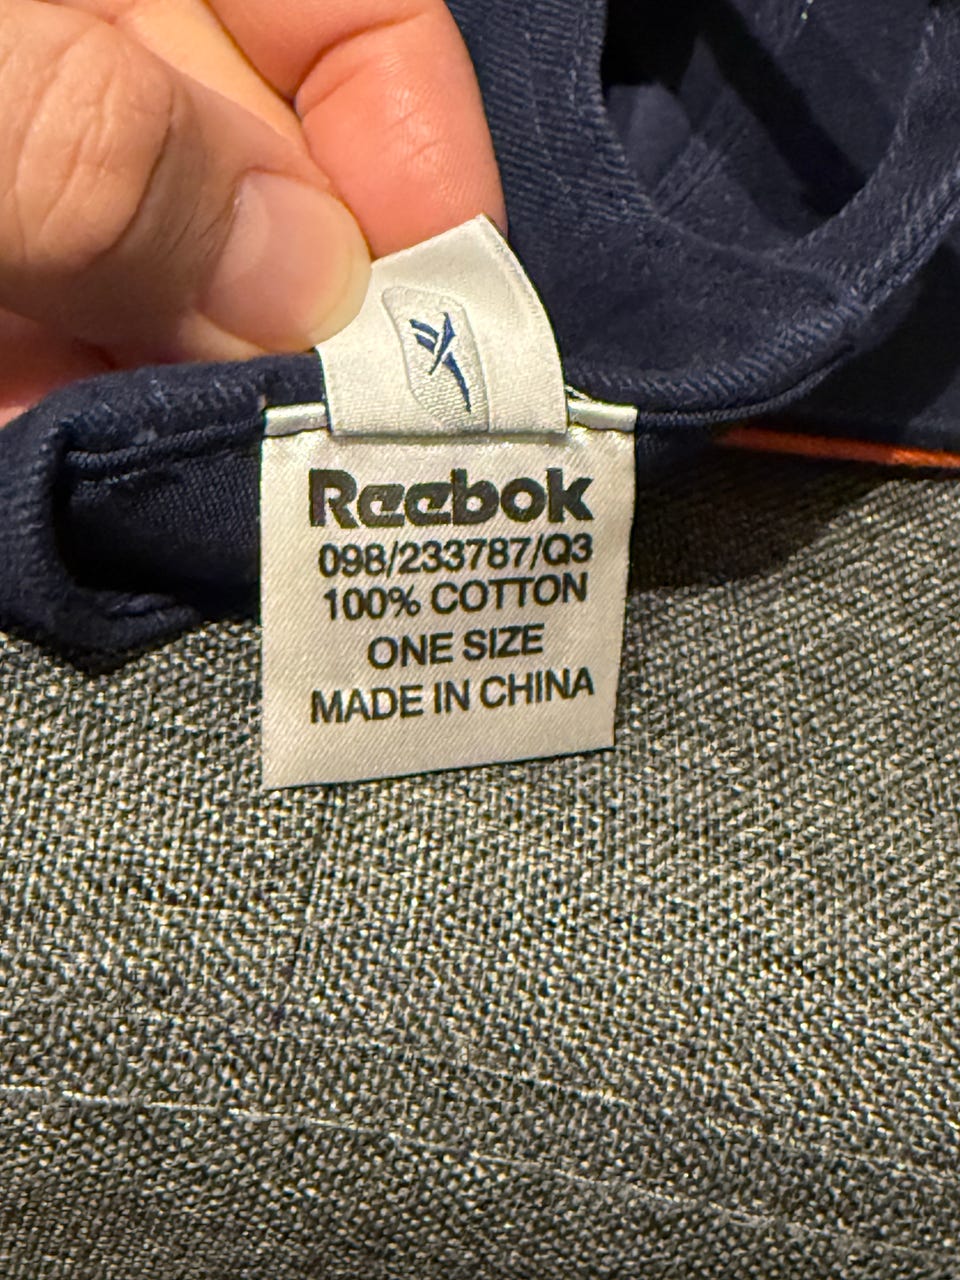 Reebok
098/233787/Q3
100% COTTON
ONE SIZE
MADE IN CHINA